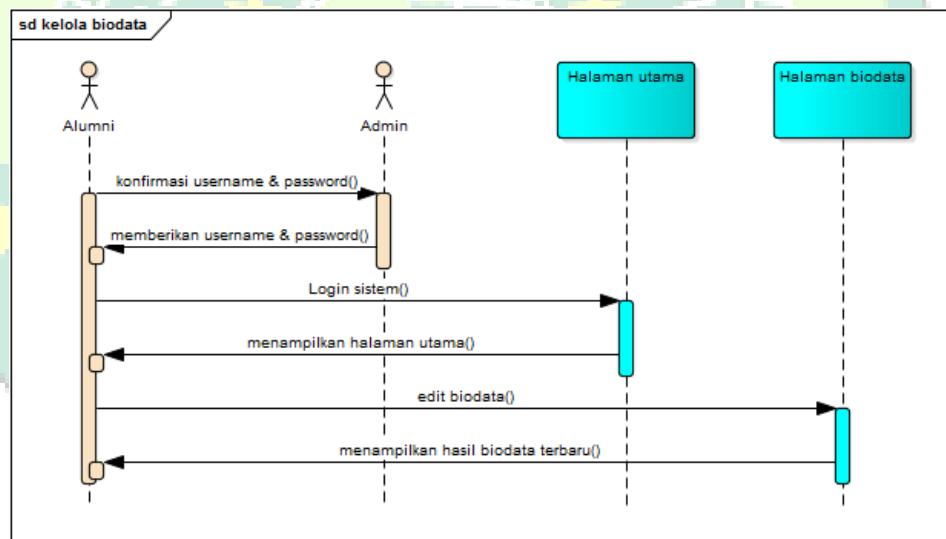 sd kelola biodata
Halaman utama
Halaman biodata
Alumni
Admin
konfirmasi username & password()
memberikan username & password()
Login sistem()
menampilkan halaman utama()
edit biodata()
menampilkan hasil biodata terbaru()